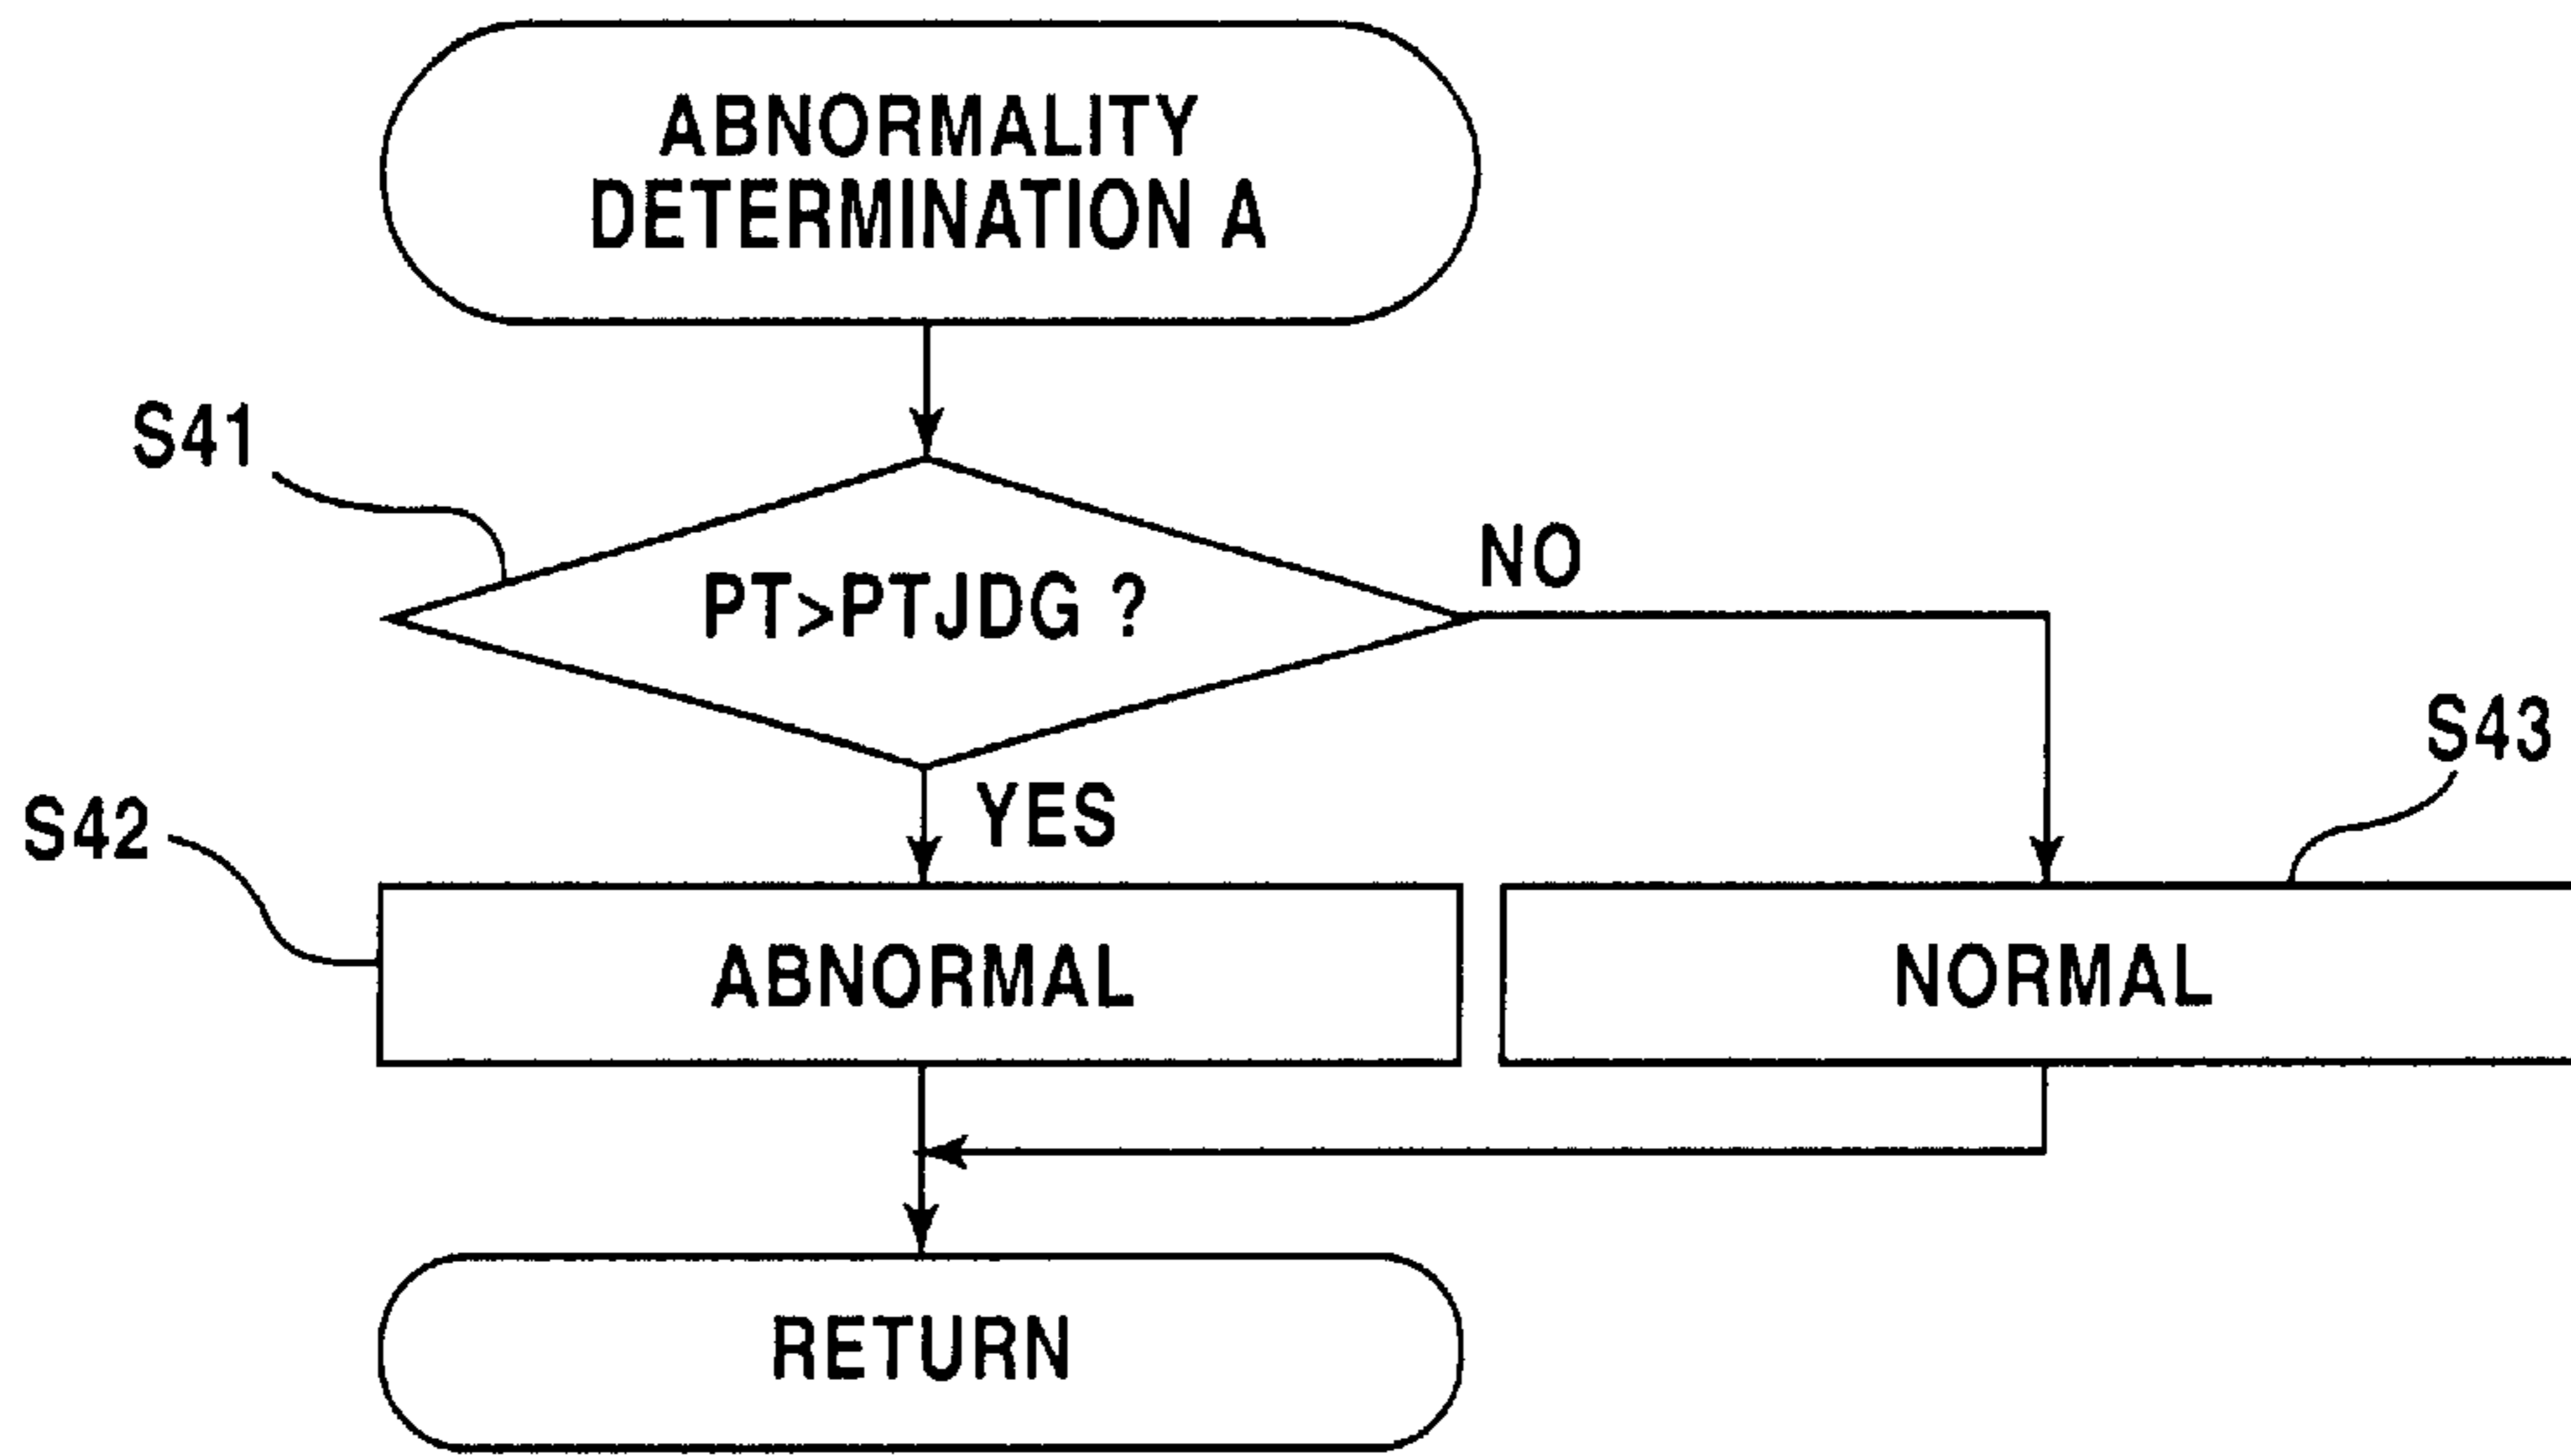 ABNORMALITY
DETERMINATION A
S41
PT>PTJDG ?
NO
YES
S42
S43
ABNORMAL
NORMAL
RETURN